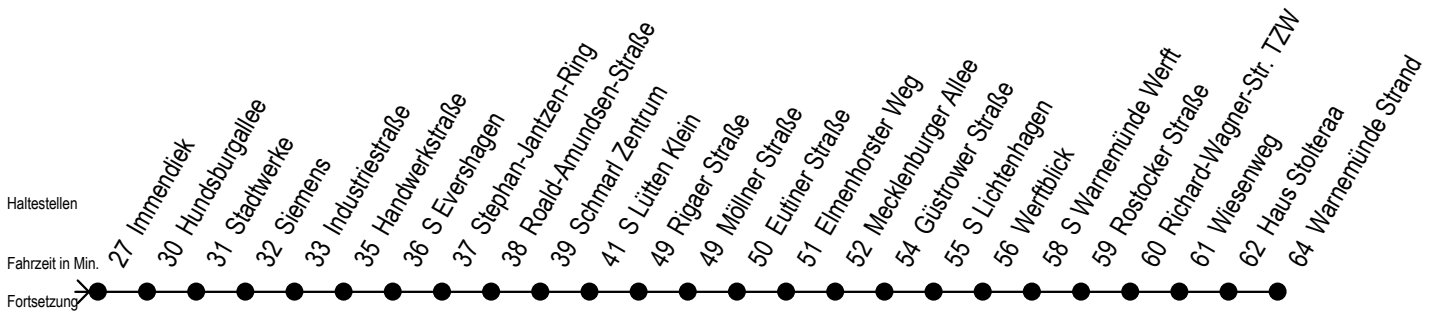 Haltestellen
Fahrzeit in Min.
Fortsetzung
27 Immendiek
30 Hundsburgallee
31 Stadtwerke
32 Siemens
33 Industriestraße
35 Handwerkstraße
36 S Evershagen
37 Stephan-Jantzen-Ring
38 Roald-Amundsen-Straße
39 Schmarl Zentrum
41 S Lütten Klein
49 Rigaer Straße
49 Möllner Straße
50 Eutiner Straße
51 Elmenhorster Weg
52 Mecklenburger Allee
54 Güstrower Straße
55 S Lichtenhagen
56 Werftblick
58 S Warnemünde Werft
59 Rostocker Straße
60 Richard-Wagner-Str. TZW
61 Wiesenweg
62 Haus Stolteraa
64 Warnemünde Strand